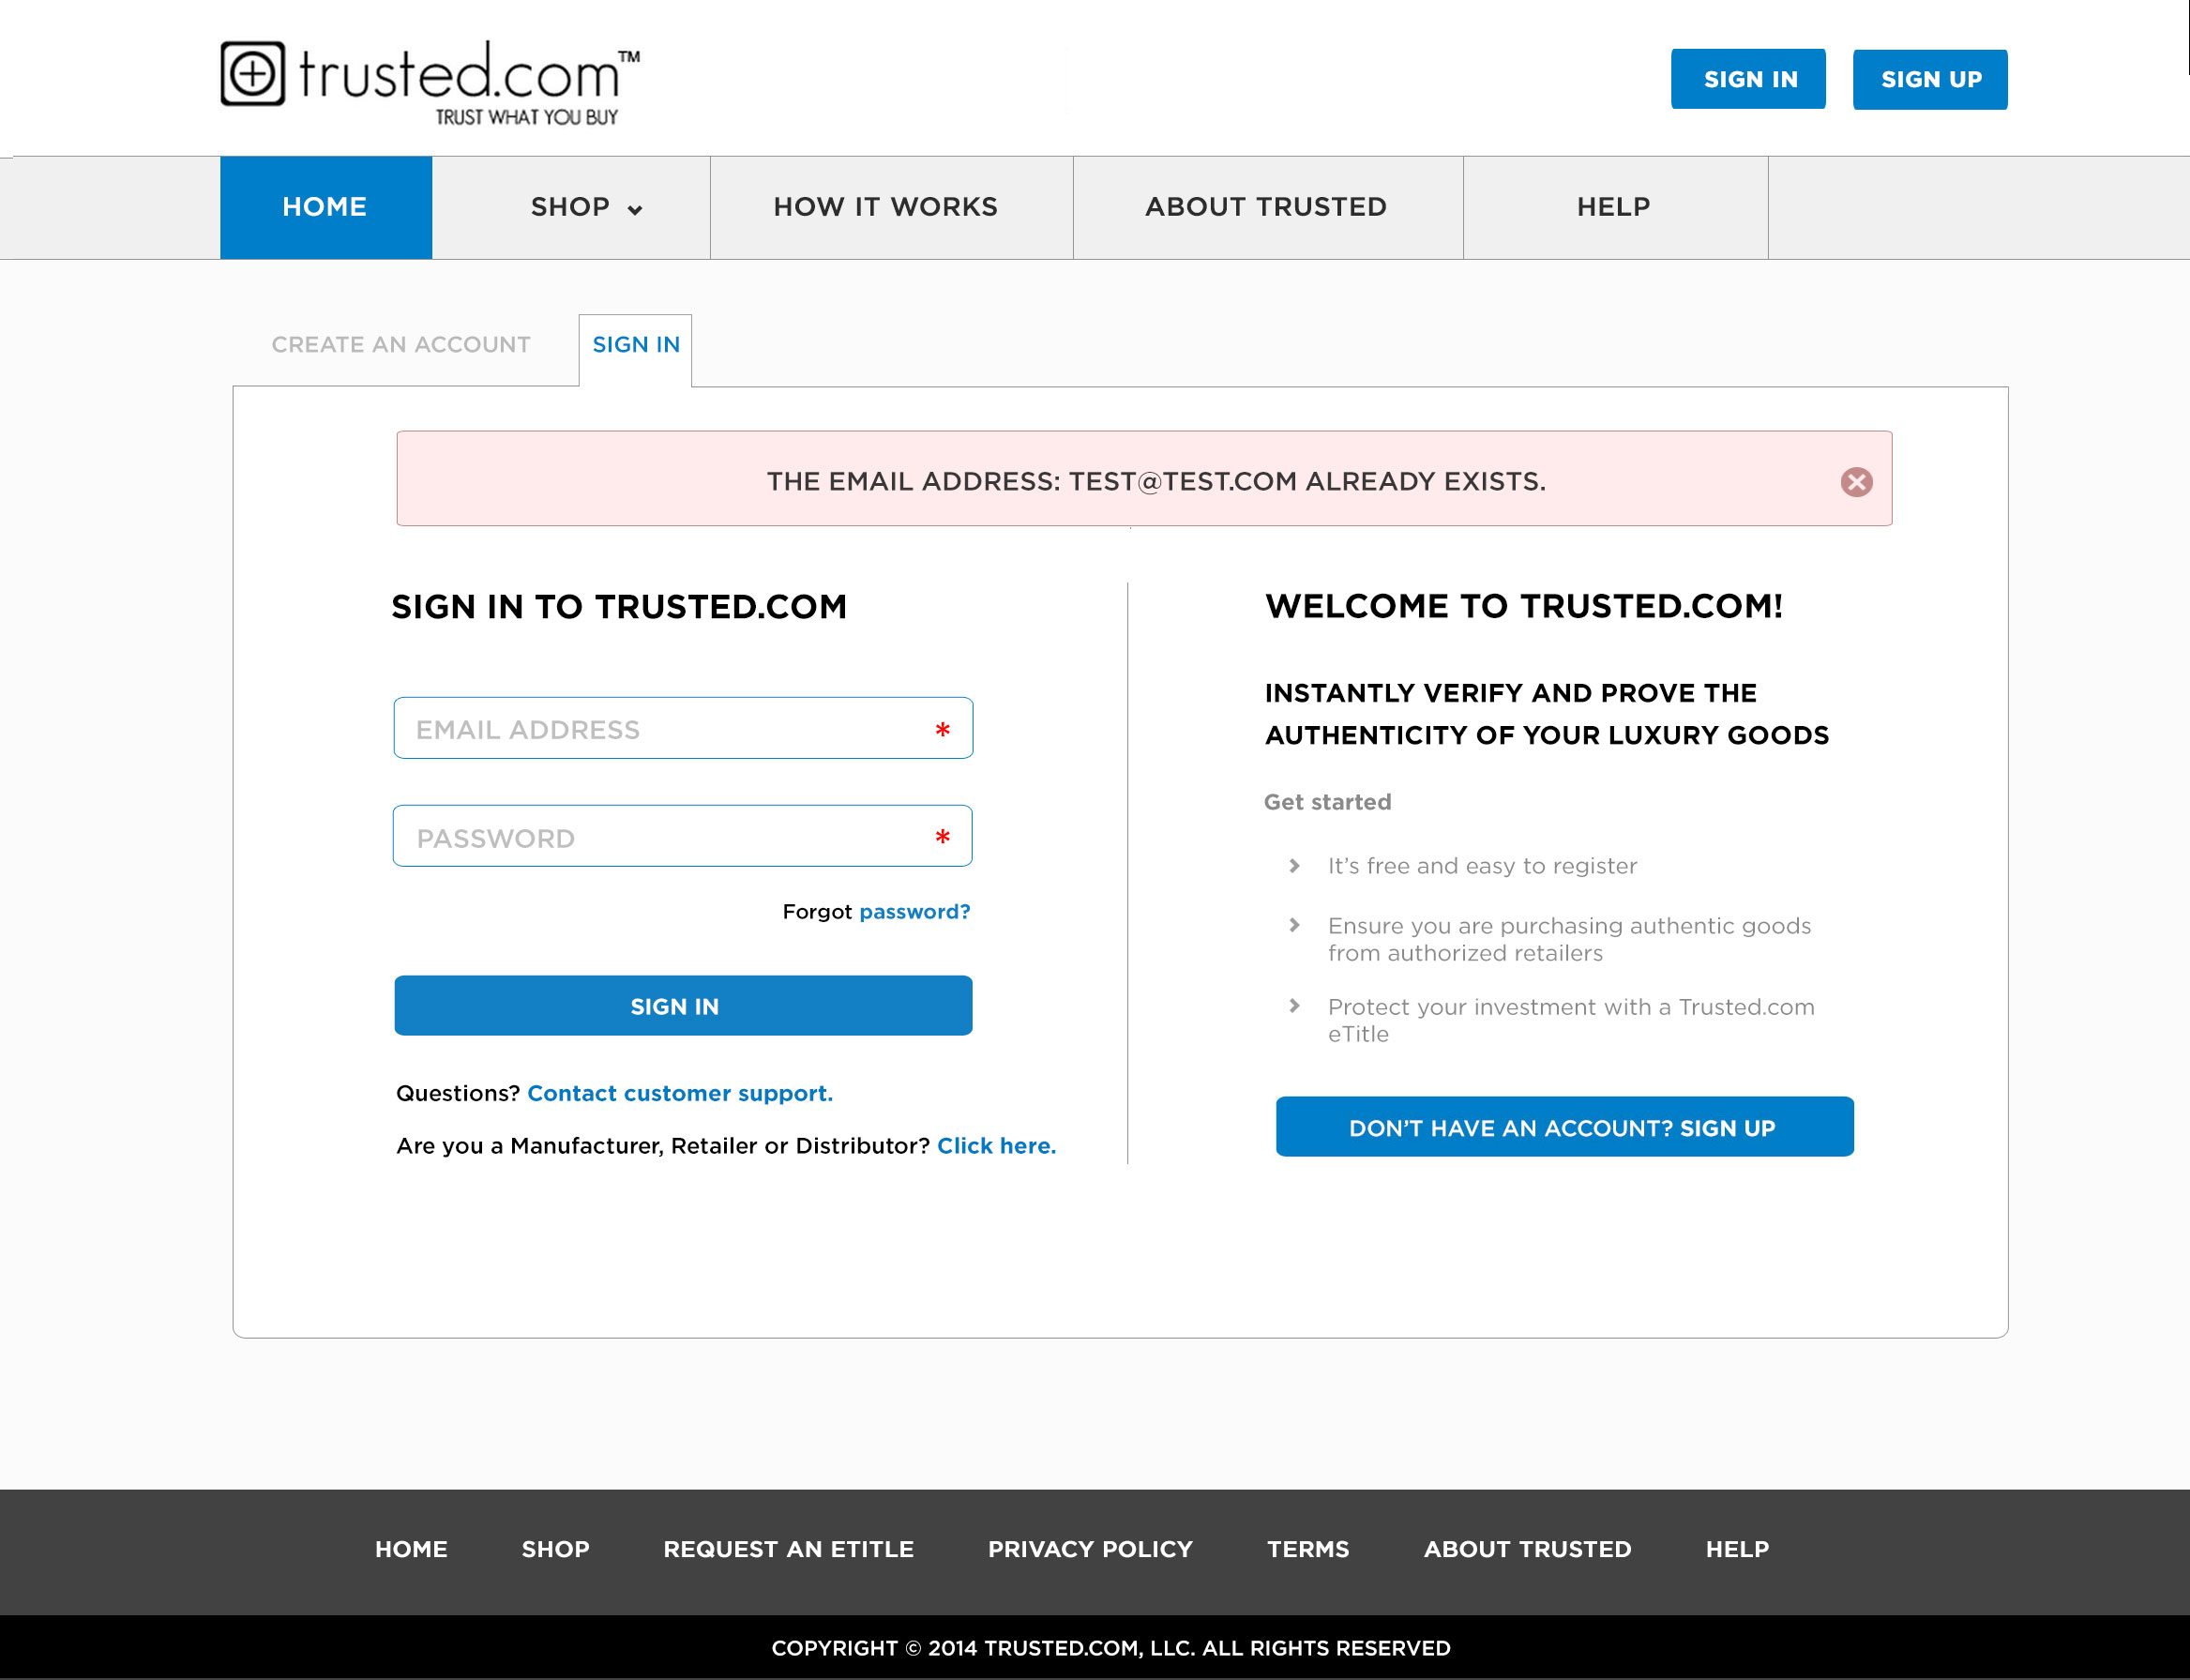 trusted.com™
TRUST WHAT YOU BUY
SIGN IN
SIGN UP
HOME
SHOP
HOW IT WORKS
ABOUT TRUSTED
HELP
CREATE AN ACCOUNT
SIGN IN
THE EMAIL ADDRESS: TEST@TEST.COM ALREADY EXISTS.
SIGN IN TO TRUSTED.COM
EMAIL ADDRESS *
PASSWORD *
Forgot password?
SIGN IN
Questions? Contact customer support.
Are you a Manufacturer, Retailer or Distributor? Click here.
WELCOME TO TRUSTED.COM!
INSTANTLY VERIFY AND PROVE THE
AUTHENTICITY OF YOUR LUXURY GOODS
Get started
It’s free and easy to register
Ensure you are purchasing authentic goods
from authorized retailers
Protect your investment with a Trusted.com
eTitle
DON’T HAVE AN ACCOUNT? SIGN UP
HOME
SHOP
REQUEST AN ETITLE
PRIVACY POLICY
TERMS
ABOUT TRUSTED
HELP
COPYRIGHT © 2014 TRUSTED.COM, LLC. ALL RIGHTS RESERVED